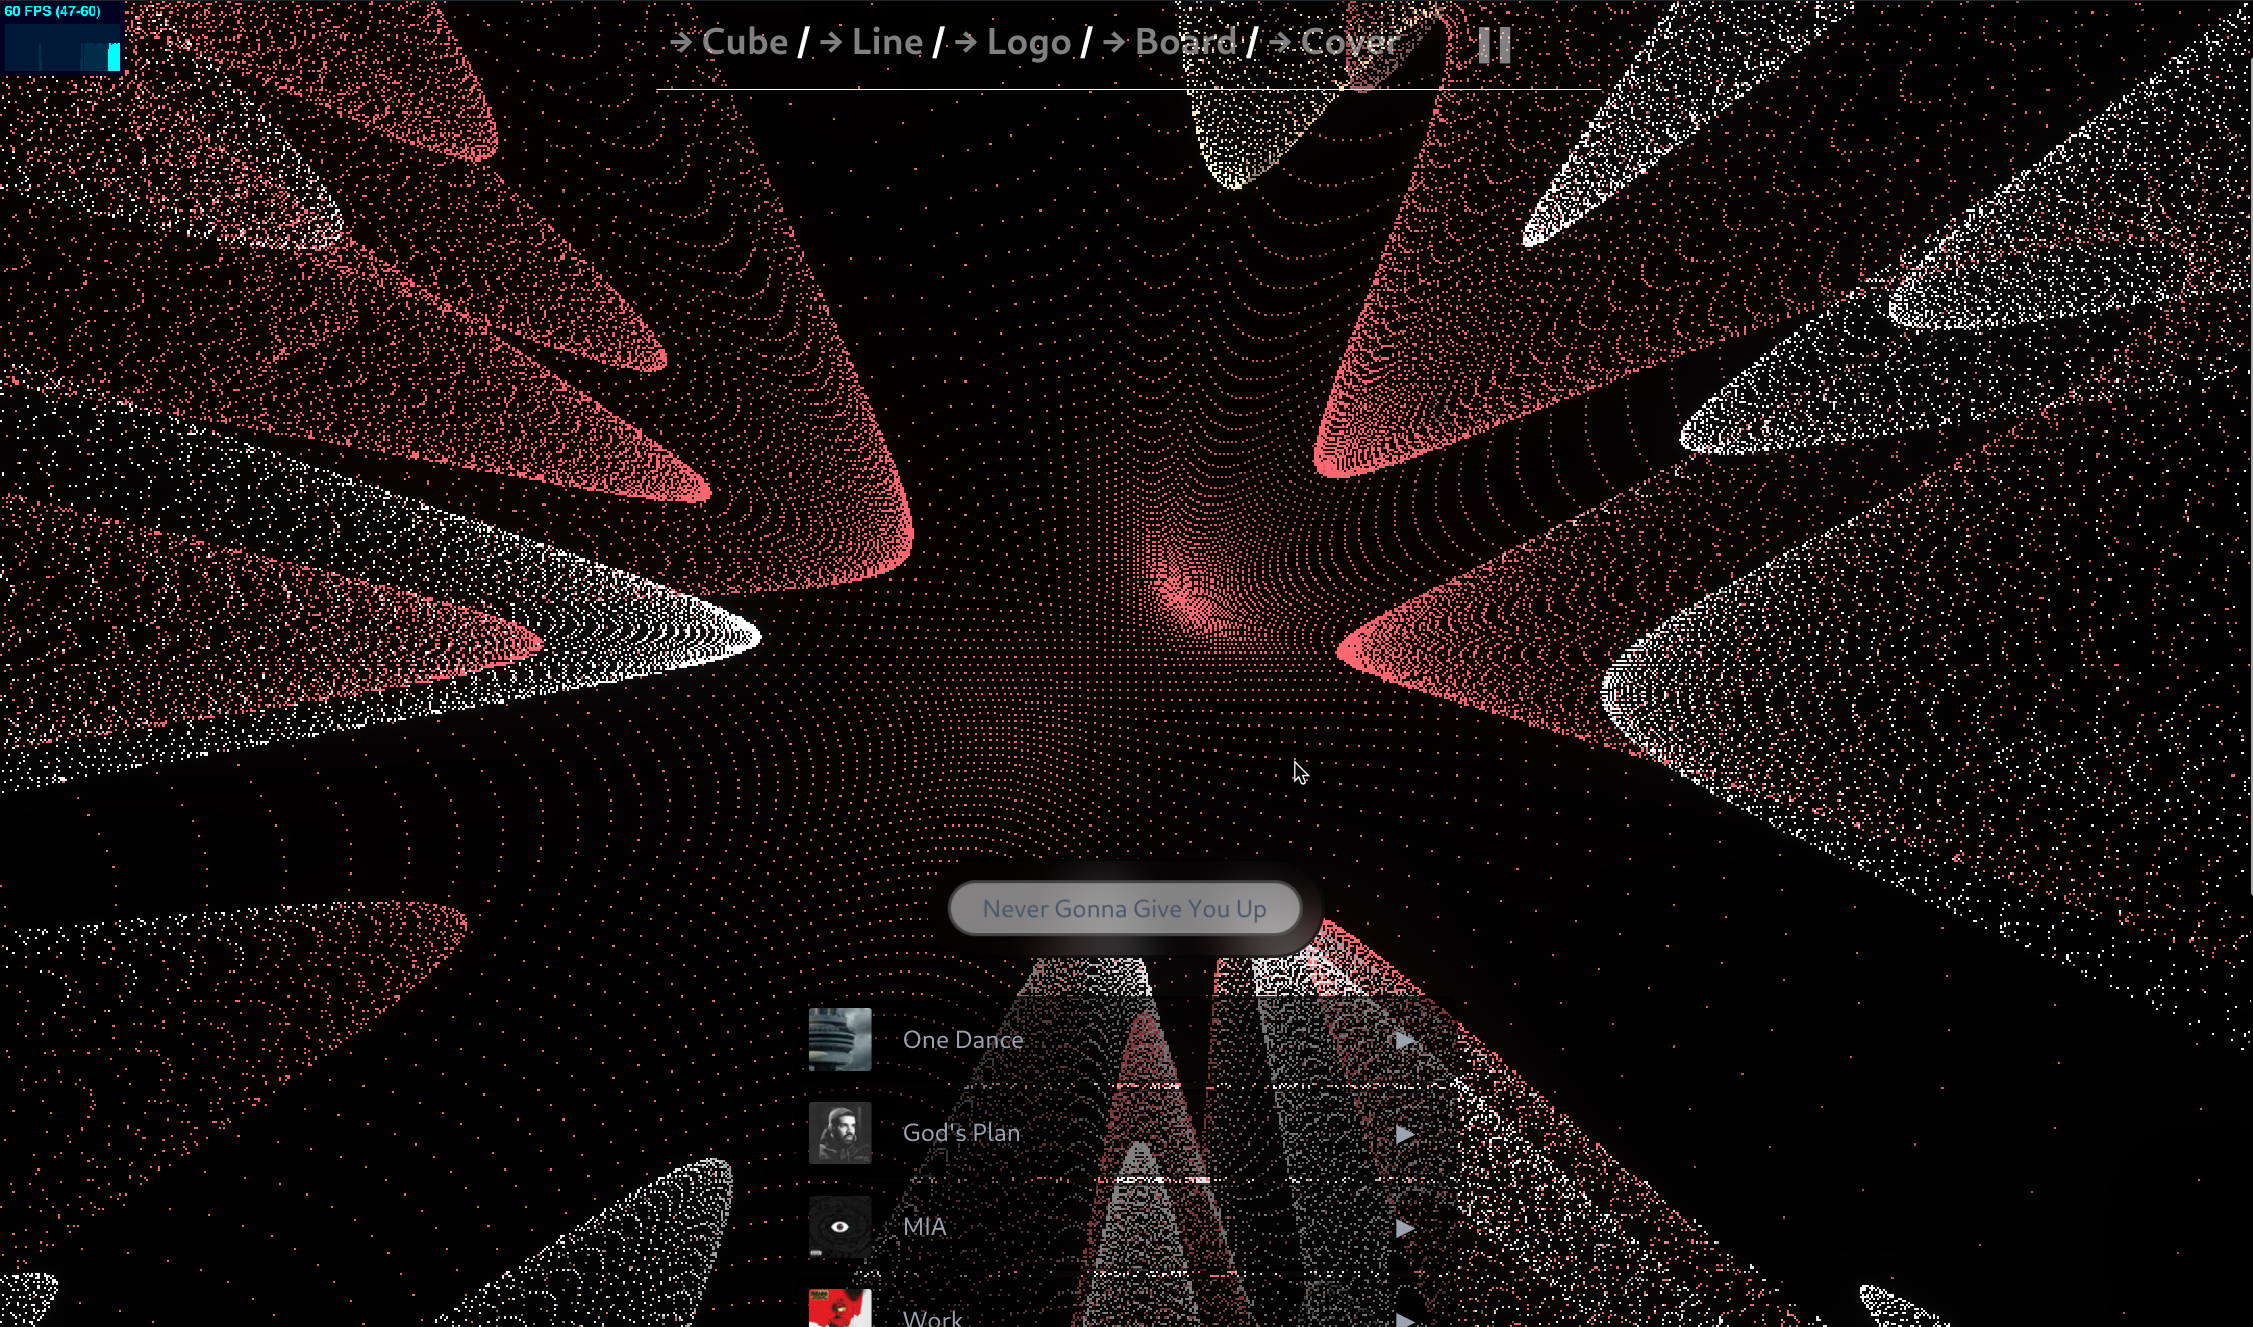 60 FPS (47-60)
→ Cube / → Line / → Logo / → Board / → Cover
Never Gonna Give You Up
One Dance
God's Plan
MIA
Work